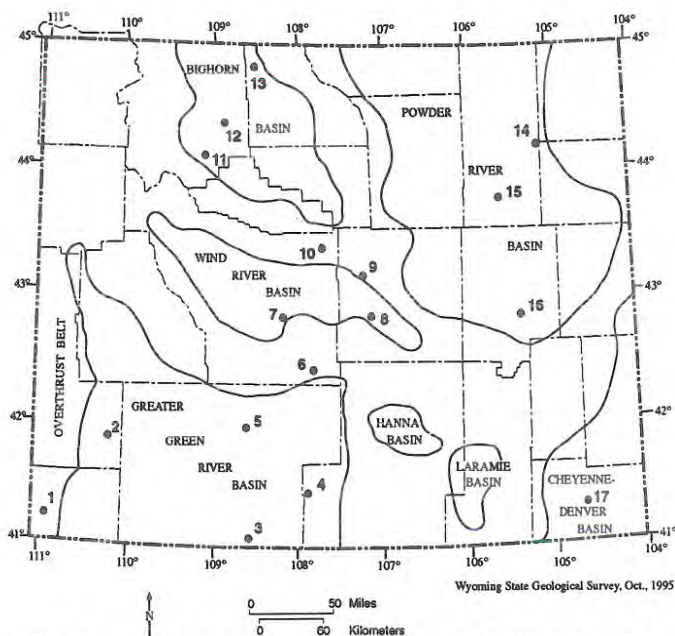 111°
110°
109°
108°
107°
106°
105°
104°
45°
45°
BIGHORN
13
POWDER
12
BASIN
14
11
44°
44°
RIVER
15
WIND
10
BASIN
RIVER
9
43°
43°
BASIN
7
8
16
OVERTHRUST BELT
6
GREATER
42°
42°
2
5
HANNA
BASIN
GREEN
LARAMIE
BASIN
RIVER
BASIN
4
CHEYENNE-
17
DENVER
BASIN
1
3
41°
41°
111°
110°
109°
108°
107°
106°
105°
104°
Wyoming State Geological Survey, Oct., 1995
N
0 50 Miles
0 60 Kilometers